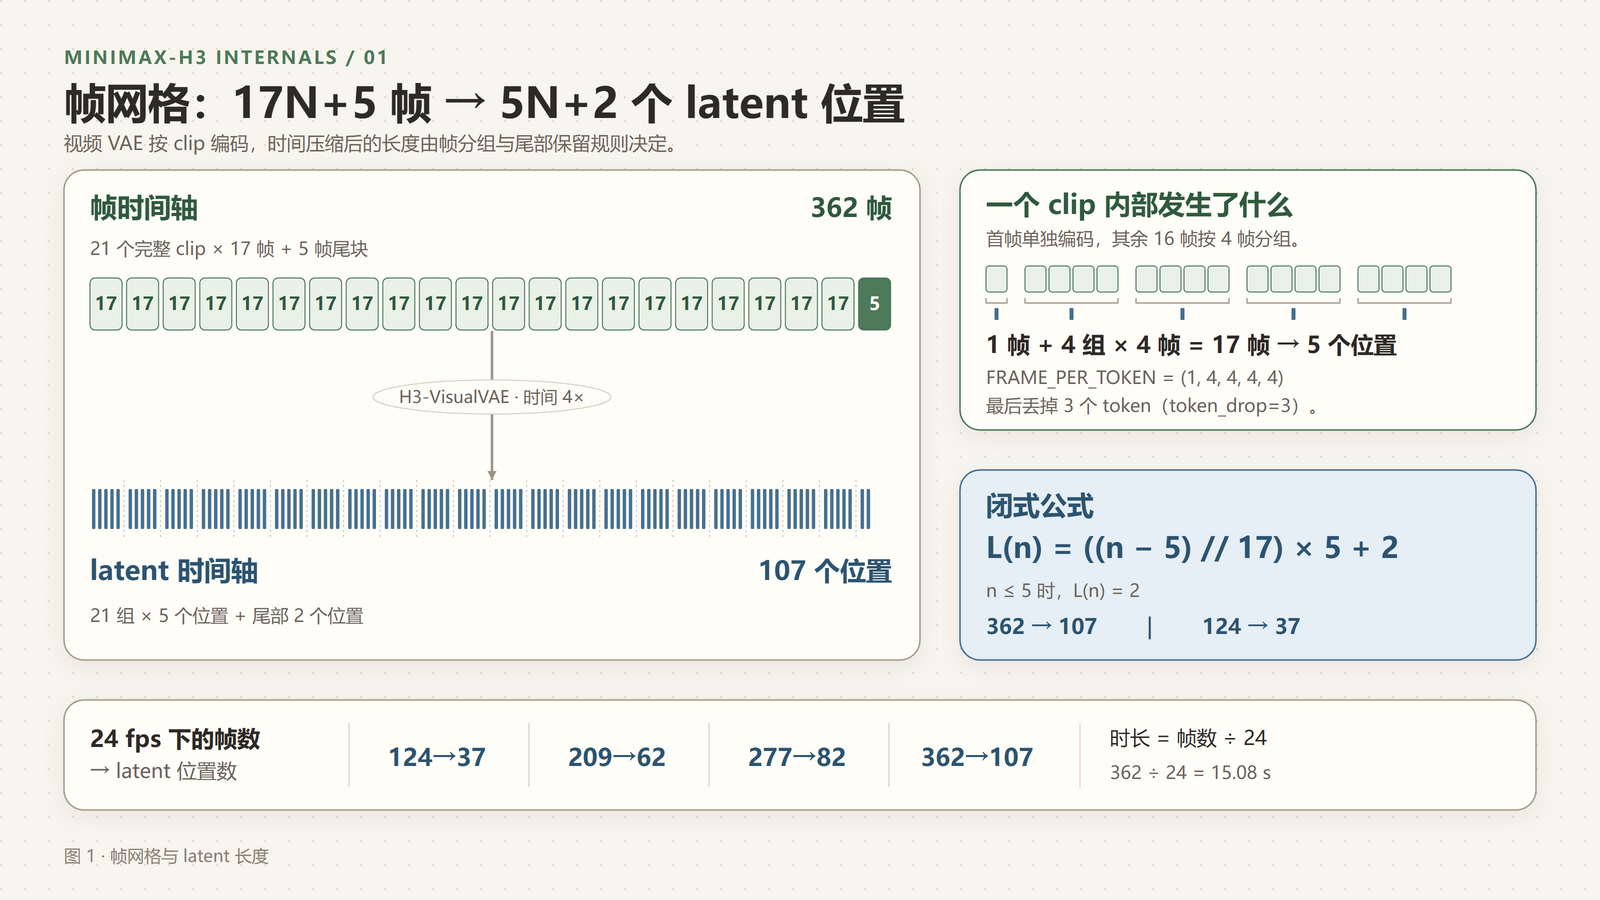 MINIMAX-H3 INTERNALS / 01
帧网格：17N+5 帧 → 5N+2 个 latent 位置
视频 VAE 按 clip 编码，时间压缩后的长度由帧分组与尾部保留规则决定。
帧时间轴
362 帧
21 个完整 clip × 17 帧 + 5 帧尾块
17 17 17 17 17 17 17 17 17 17 17 17 17 17 17 17 17 17 17 17 17 5
H3-VisualVAE · 时间 4×
latent 时间轴
107 个位置
21 组 × 5 个位置 + 尾部 2 个位置
一个 clip 内部发生了什么
首帧单独编码，其余 16 帧按 4 帧分组。
1 帧 + 4 组 × 4 帧 = 17 帧 → 5 个位置
FRAME_PER_TOKEN = (1, 4, 4, 4, 4)
最后丢掉 3 个 token（token_drop=3）。
闭式公式
L(n) = ((n − 5) // 17) × 5 + 2
n ≤ 5 时，L(n) = 2
362 → 107 | 124 → 37
24 fps 下的帧数
→ latent 位置数
124→37
209→62
277→82
362→107
时长 = 帧数 ÷ 24
362 ÷ 24 = 15.08 s
图 1 · 帧网格与 latent 长度